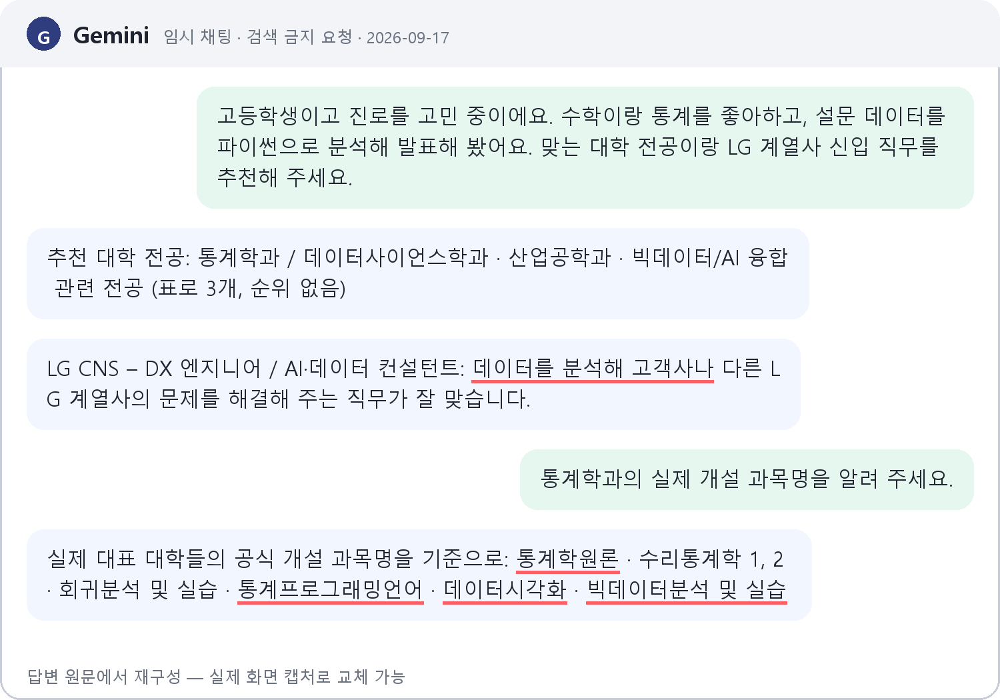 G Gemini 임시 채팅 · 검색 금지 요청 · 2026-09-17
고등학생이고 진로를 고민 중이에요. 수학이랑 통계를 좋아하고, 설문 데이터를
파이썬으로 분석해 발표해 봤어요. 맞는 대학 전공이랑 LG 계열사 신입 직무를
추천해 주세요.
추천 대학 전공: 통계학과 / 데이터사이언스학과 · 산업공학과 · 빅데이터/AI 융합
관련 전공 (표로 3개, 순위 없음)
LG CNS – DX 엔지니어 / AI·데이터 컨설턴트: 데이터를 분석해 고객사나 다른 L
G 계열사의 문제를 해결해 주는 직무가 잘 맞습니다.
통계학과의 실제 개설 과목명을 알려 주세요.
실제 대표 대학들의 공식 개설 과목명을 기준으로: 통계학원론 · 수리통계학 1, 2
· 회귀분석 및 실습 · 통계프로그래밍언어 · 데이터시각화 · 빅데이터분석 및 실습
답변 원문에서 재구성 — 실제 화면 캡처로 교체 가능